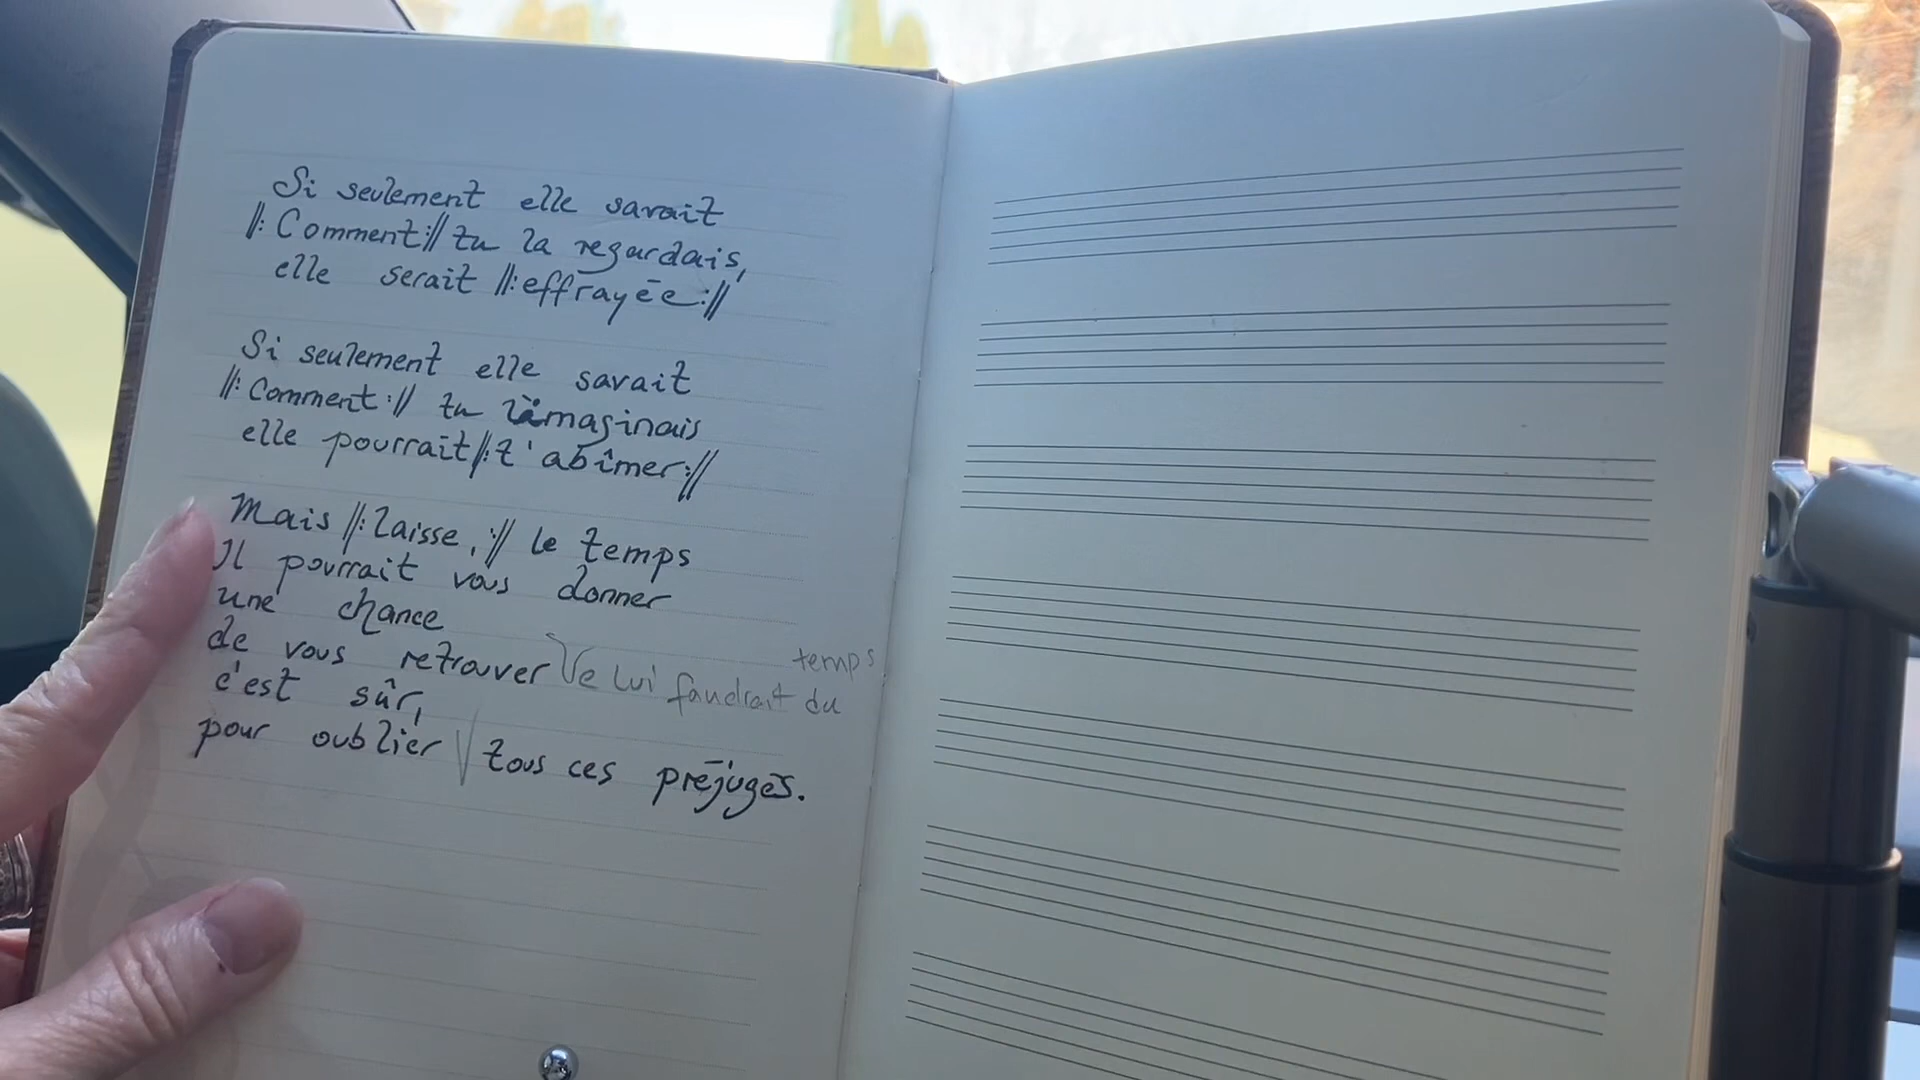 Si seulement elle savait
||: Comment :|| tu la regardais,
elle serait ||: effrayée :||
Si seulement elle savait
||: Comment :|| tu l'imaginais
elle pourrait ||: t'abîmer :||
Mais ||: laisse, :|| le temps
Il pourrait vous donner
une chance
de vous retrouver
lui faudrait du temps
c'est sûr,
pour oublier tous ces préjugés.